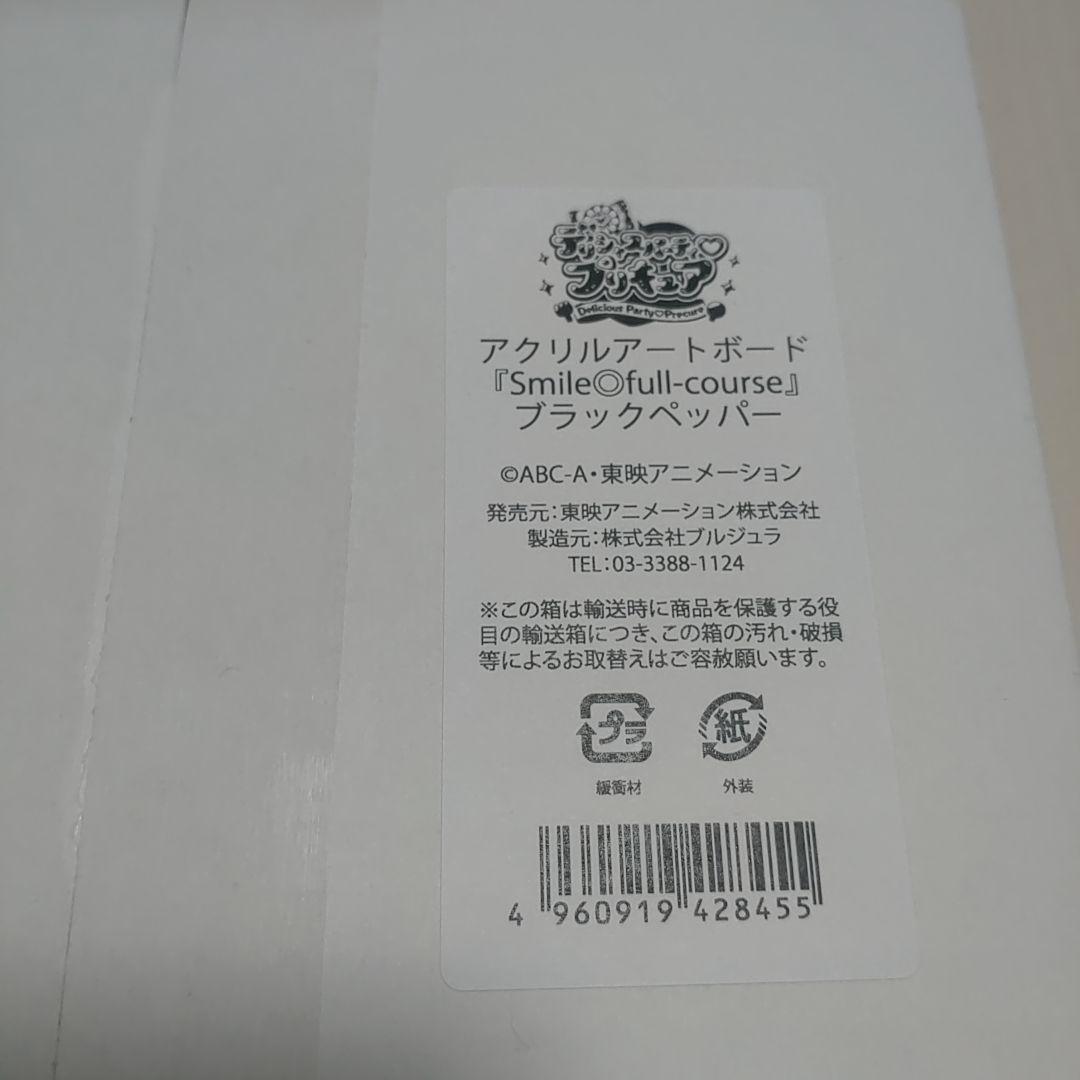 デリシャスパーティ♡
プリキュア
Delicious Party♡Precure
アクリルアートボード
『Smile◎full-course』
ブラックペッパー
©ABC-A・東映アニメーション
発売元：東映アニメーション株式会社
製造元：株式会社ブルジュラ
TEL：03-3388-1124
※この箱は輸送時に商品を保護する役
目の輸送箱につき、この箱の汚れ・破損
等によるお取替えはご容赦願います。
プラ 紙
緩衝材 外装
4 960919 428455